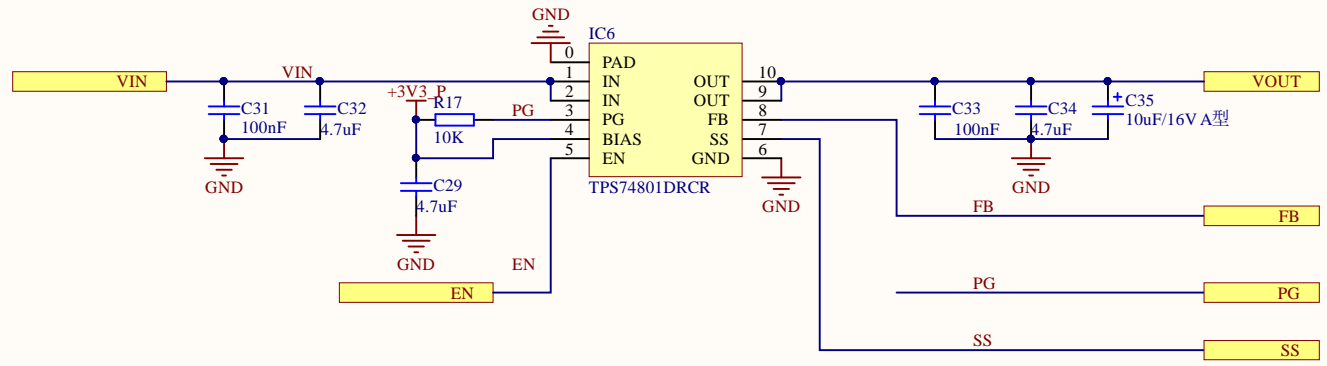 GND
IC6
0
PAD
VIN
VIN
1
IN
OUT
10
VOUT
2
IN
OUT
9
+3V3_P
R17
10K
PG
3
PG
FB
8
4
BIAS
SS
7
5
EN
GND
6
C31
100nF
C32
4.7uF
C33
100nF
C34
4.7uF
C35
10uF/16V A型
GND
C29
4.7uF
TPS74801DRCR
GND
GND
FB
FB
GND
EN
EN
PG
PG
SS
SS